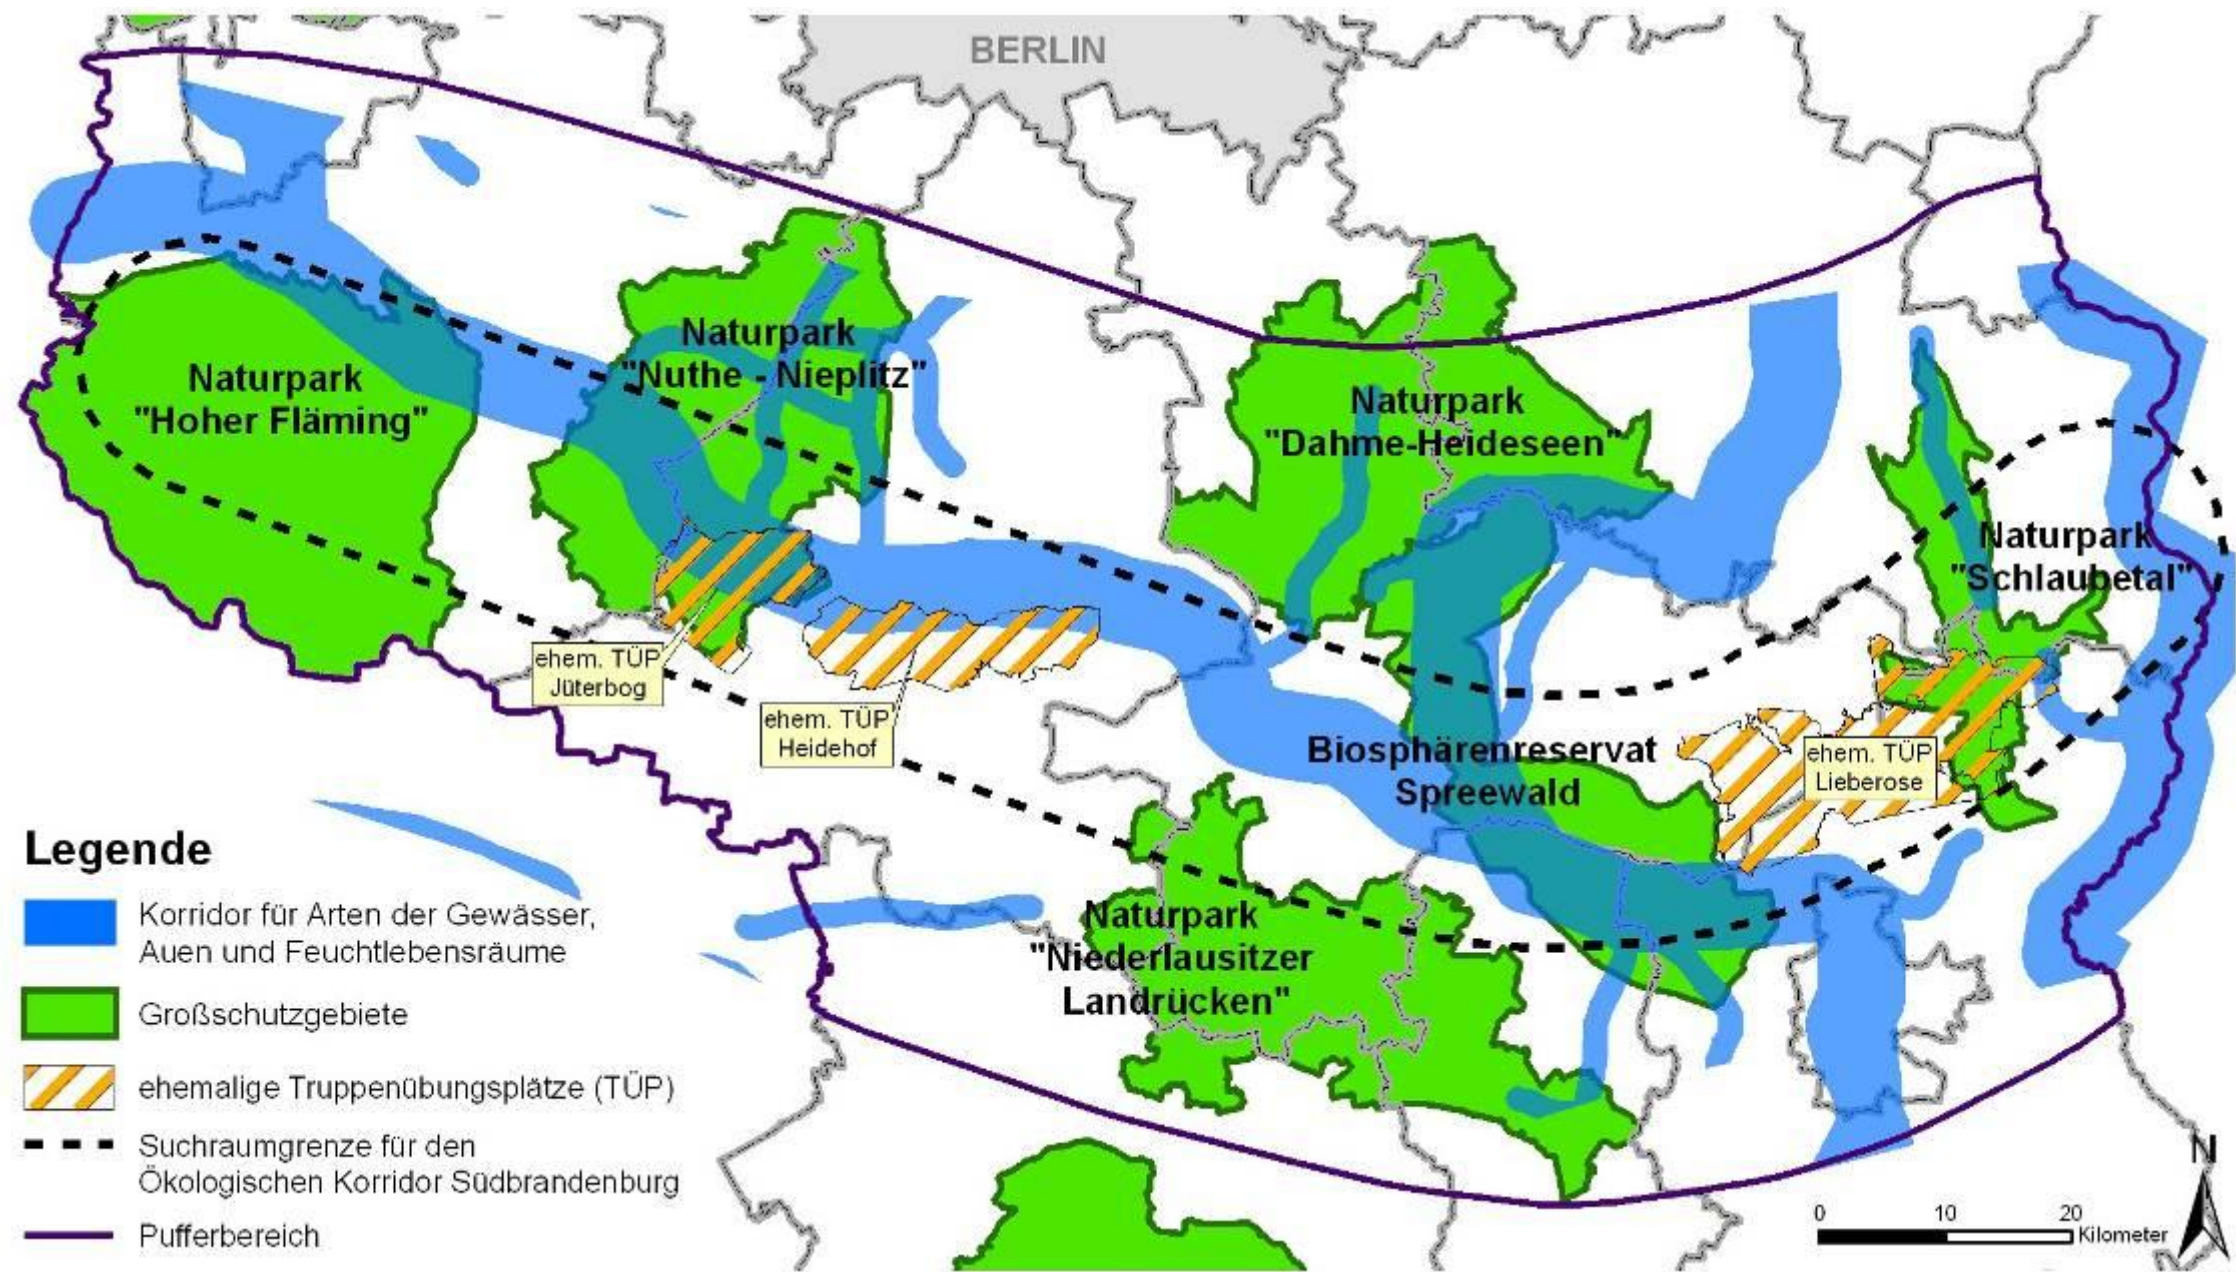 BERLIN
Naturpark
"Hoher Fläming"
Naturpark
"Nuthe - Nieplitz"
Naturpark
"Dahme-Heideseen"
Naturpark
"Schlaubetal"
ehem. TÜP
Jüterbog
ehem. TÜP
Heidehof
Biosphärenreservat
Spreewald
ehem. TÜP
Lieberose
Naturpark
"Niederlausitzer
Landrücken"
Legende
Korridor für Arten der Gewässer,
Auen und Feuchtlebensräume
Großschutzgebiete
ehemalige Truppenübungsplätze (TÜP)
Suchraumgrenze für den
Ökologischen Korridor Südbrandenburg
Pufferbereich
N
0 10 20
Kilometer